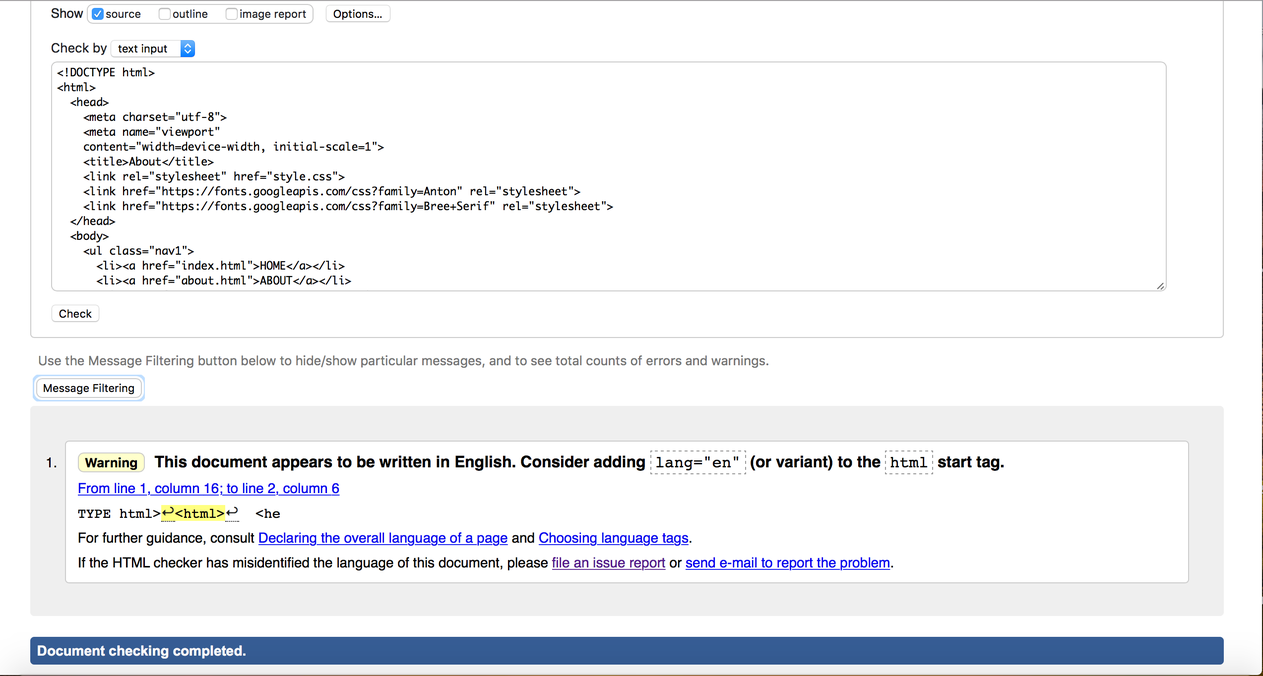 Show source outline image report Options...
Check by text input
<!DOCTYPE html>
<html>
  <head>
    <meta charset="utf-8">
    <meta name="viewport"
    content="width=device-width, initial-scale=1">
    <title>About</title>
    <link rel="stylesheet" href="style.css">
    <link href="https://fonts.googleapis.com/css?family=Anton" rel="stylesheet">
    <link href="https://fonts.googleapis.com/css?family=Bree+Serif" rel="stylesheet">
  </head>
  <body>
    <ul class="nav1">
      <li><a href="index.html">HOME</a></li>
      <li><a href="about.html">ABOUT</a></li>
Check
Use the Message Filtering button below to hide/show particular messages, and to see total counts of errors and warnings.
Message Filtering
1. Warning This document appears to be written in English. Consider adding lang="en" (or variant) to the html start tag.
From line 1, column 16; to line 2, column 6
TYPE html>↩<html>↩  <he
For further guidance, consult Declaring the overall language of a page and Choosing language tags.
If the HTML checker has misidentified the language of this document, please file an issue report or send e-mail to report the problem.
Document checking completed.